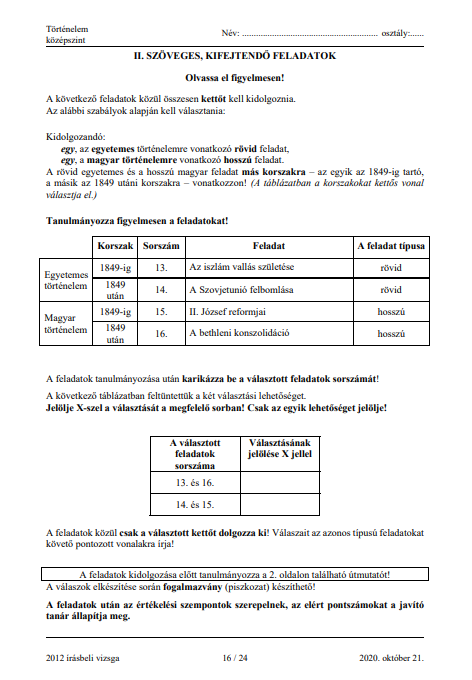 Történelem
középszint
Név: ........................................................... osztály:......
II. SZÖVEGES, KIFEJTENDŐ FELADATOK
Olvassa el figyelmesen!
A következő feladatok közül összesen kettőt kell kidolgoznia.
Az alábbi szabályok alapján kell választania:
Kidolgozandó:
egy, az egyetemes történelemre vonatkozó rövid feladat,
egy, a magyar történelemre vonatkozó hosszú feladat.
A rövid egyetemes és a hosszú magyar feladat más korszakra – az egyik az 1849-ig tartó,
a másik az 1849 utáni korszakra – vonatkozzon! (A táblázatban a korszakokat kettős vonal
választja el.)
Tanulmányozza figyelmesen a feladatokat!
Korszak Sorszám Feladat A feladat típusa
Egyetemes
történelem
1849-ig 13. Az iszlám vallás születése rövid
1849
után
14. A Szovjetunió felbomlása rövid
Magyar
történelem
1849-ig 15. II. József reformjai hosszú
1849
után
16. A bethleni konszolidáció hosszú
A feladatok tanulmányozása után karikázza be a választott feladatok sorszámát!
A következő táblázatban feltüntettük a két választási lehetőséget.
Jelölje X-szel a választását a megfelelő sorban! Csak az egyik lehetőséget jelölje!
A választott
feladatok
sorszáma
Választásának
jelölése X jellel
13. és 16.
14. és 15.
A feladatok közül csak a választott kettőt dolgozza ki! Válaszait az azonos típusú feladatokat
követő pontozott vonalakra írja!
A feladatok kidolgozása előtt tanulmányozza a 2. oldalon található útmutatót!
A válaszok elkészítése során fogalmazvány (piszkozat) készíthető!
A feladatok után az értékelési szempontok szerepelnek, az elért pontszámokat a javító
tanár állapítja meg.
2012 írásbeli vizsga
16 / 24
2020. október 21.